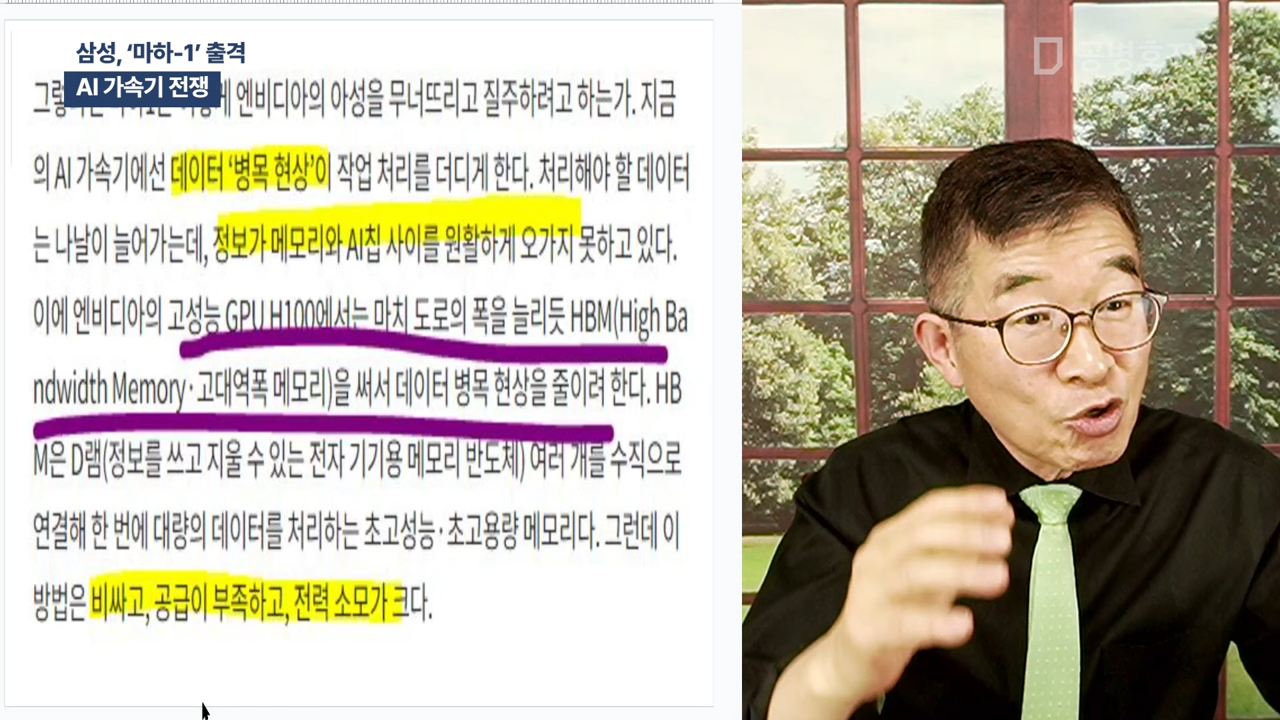 삼성, ‘마하-1’ 출격
AI 가속기 전쟁
엔비디아의 아성을 무너뜨리고 질주하려고 하는가. 지금
의 AI 가속기에선 데이터 ‘병목 현상’이 작업 처리를 더디게 한다. 처리해야 할 데이터
는 나날이 늘어가는데, 정보가 메모리와 AI칩 사이를 원활하게 오가지 못하고 있다.
이에 엔비디아의 고성능 GPU H100에서는 마치 도로의 폭을 늘리듯 HBM(High Ba
ndwidth Memory·고대역폭 메모리)을 써서 데이터 병목 현상을 줄이려 한다. HB
M은 D램(정보를 쓰고 지울 수 있는 전자 기기용 메모리 반도체) 여러 개를 수직으로
연결해 한 번에 대량의 데이터를 처리하는 초고성능·초고용량 메모리다. 그런데 이
방법은 비싸고, 공급이 부족하고, 전력 소모가 크다.